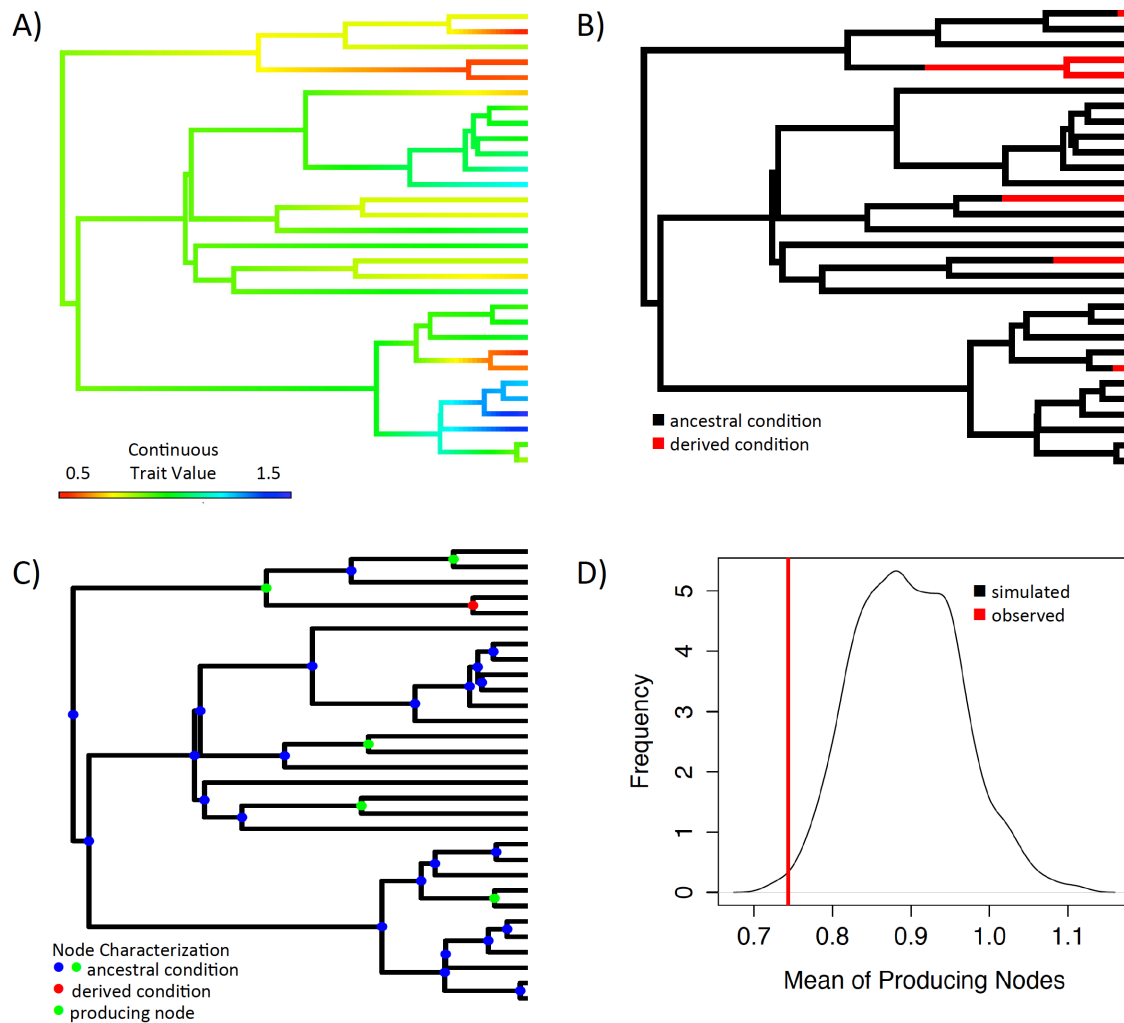 A)
B)
Continuous
Trait Value
0.5
1.5
ancestral condition
derived condition
C)
Node Characterization
ancestral condition
derived condition
producing node
D)
simulated
observed
Frequency
5
4
3
2
1
0
0.7 0.8 0.9 1.0 1.1
Mean of Producing Nodes